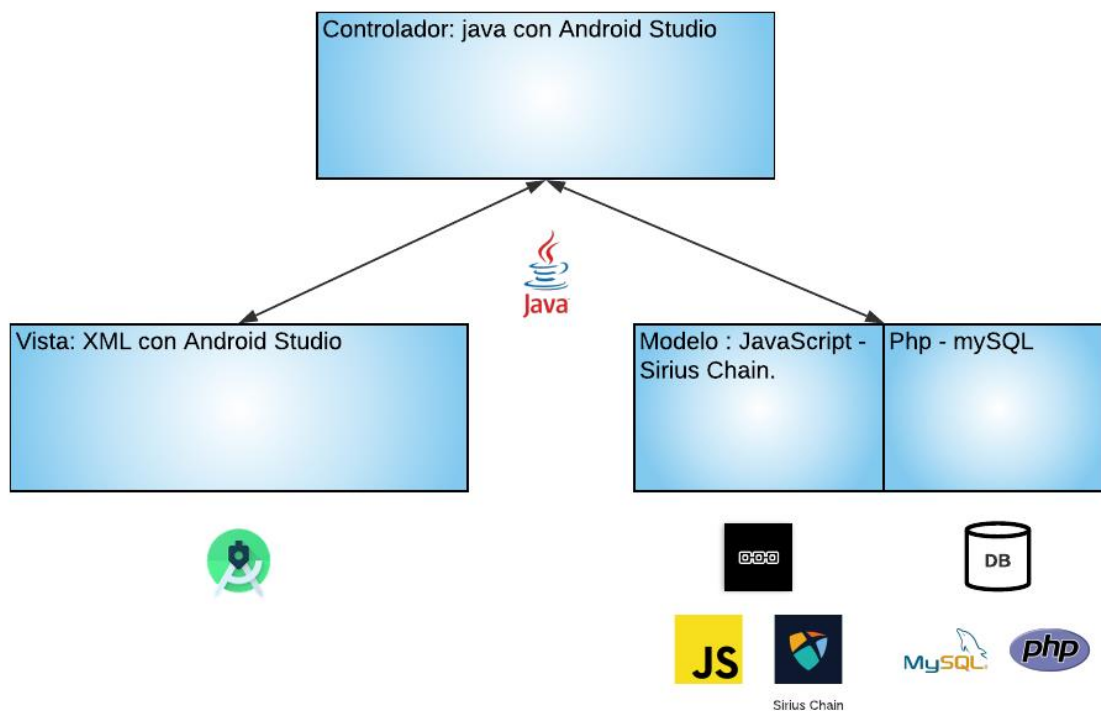 Controlador: java con Android Studio
Java
Vista: XML con Android Studio
Modelo : JavaScript -
Sirius Chain.
Php - mySQL
DB
JS
MySQL
php
Sirius Chain